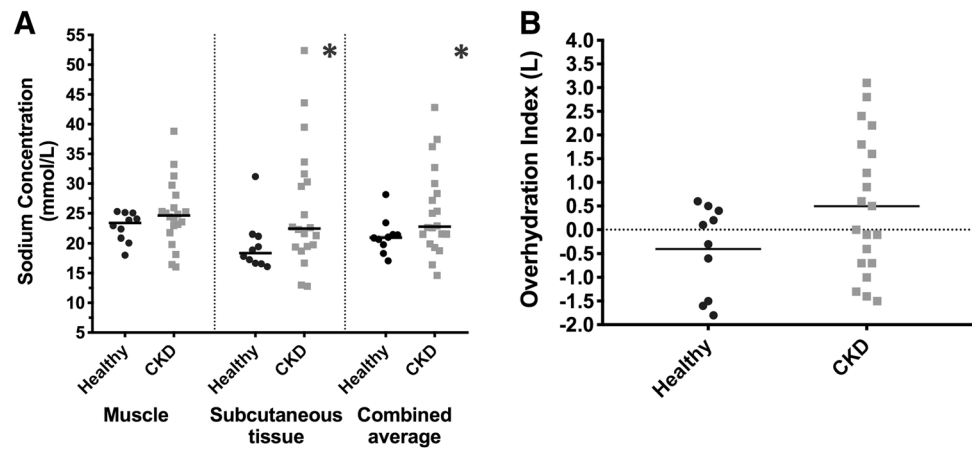 A
Sodium Concentration
(mmol/L)
55
50
45
40
35
30
25
20
15
10
5
*
*
Healthy
CKD
Healthy
CKD
Healthy
CKD
Muscle
Subcutaneous
tissue
Combined
average
B
Overhydration Index (L)
4.0
3.5
3.0
2.5
2.0
1.5
1.0
0.5
0.0
-0.5
-1.0
-1.5
-2.0
Healthy
CKD